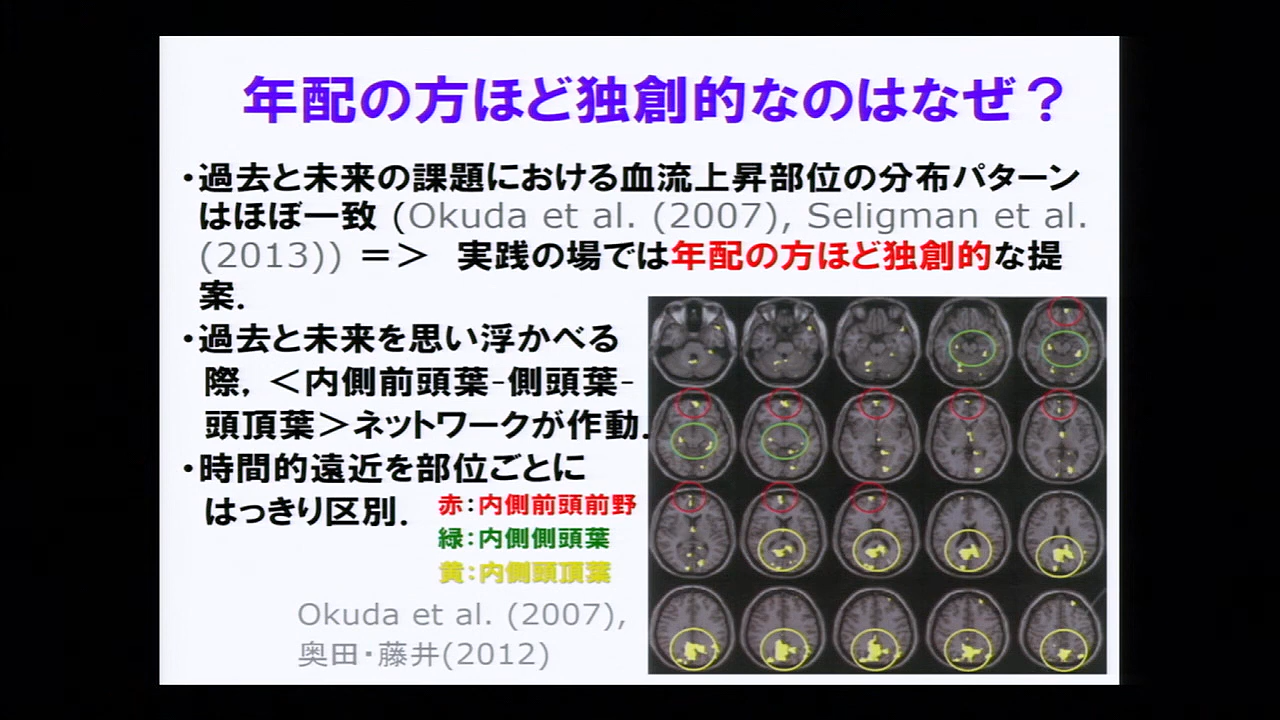 年配の方ほど独創的なのはなぜ？
・過去と未来の課題における血流上昇部位の分布パターン
はほぼ一致 (Okuda et al. (2007), Seligman et al.
(2013)) ＝＞ 実践の場では年配の方ほど独創的な提
案．
・過去と未来を思い浮かべる
際，＜内側前頭葉-側頭葉-
頭頂葉＞ネットワークが作動．
・時間的遠近を部位ごとに
はっきり区別．
赤：内側前頭前野
緑：内側側頭葉
黄：内側頭頂葉
Okuda et al. (2007),
奥田・藤井(2012)